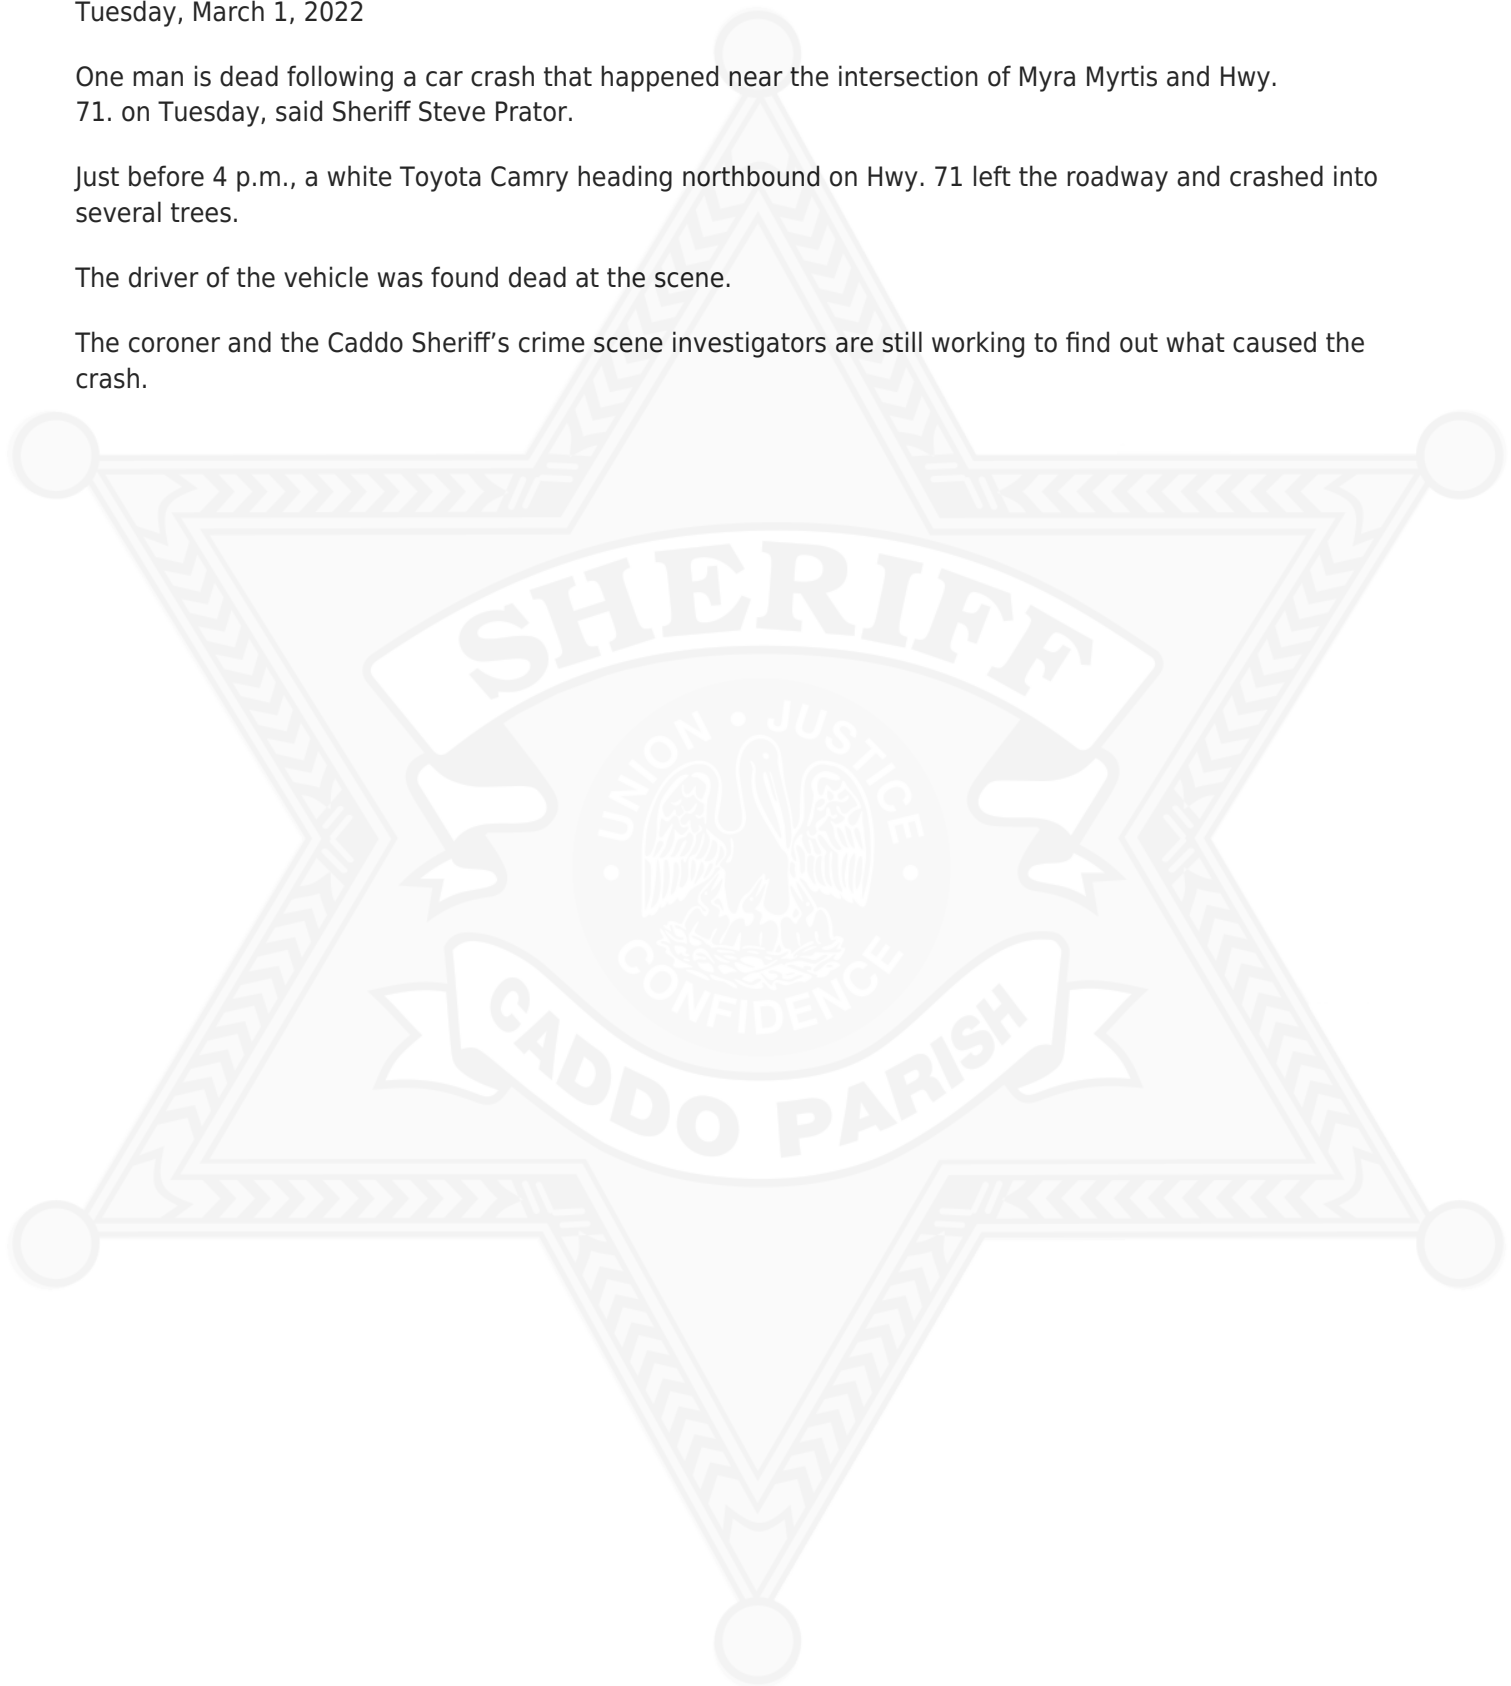 Tuesday, March 1, 2022
One man is dead following a car crash that happened near the intersection of Myra Myrtis and Hwy.
71. on Tuesday, said Sheriff Steve Prator.
Just before 4 p.m., a white Toyota Camry heading northbound on Hwy. 71 left the roadway and crashed into
several trees.
The driver of the vehicle was found dead at the scene.
The coroner and the Caddo Sheriff’s crime scene investigators are still working to find out what caused the
crash.
SHERIFF
UNION • JUSTICE
• CONFIDENCE •
CADDO PARISH